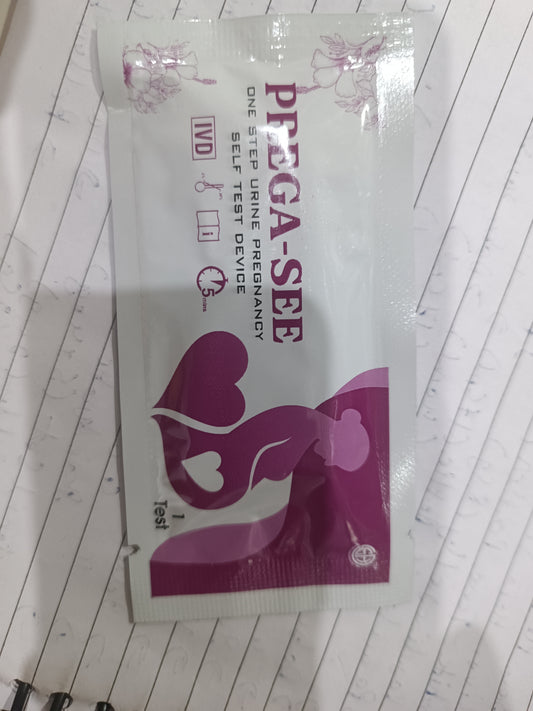 PREGA-SEE
ONE STEP URINE PREGNANCY
SELF TEST DEVICE
IVD
i
5
mins
1
Test